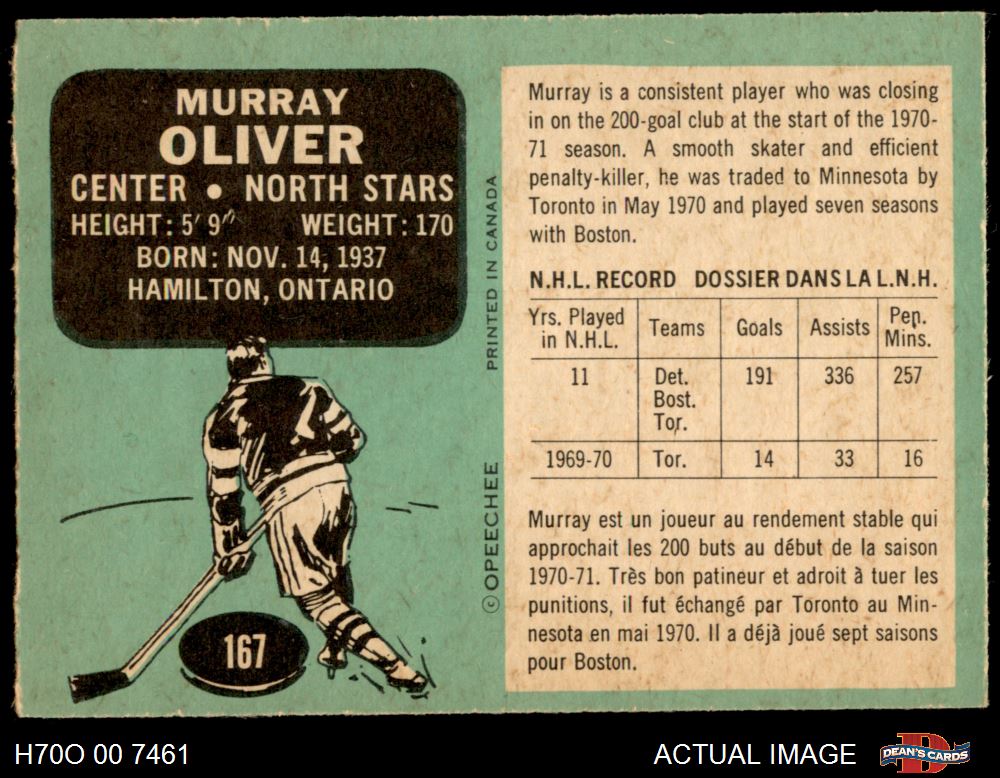 MURRAY
OLIVER
CENTER • NORTH STARS
HEIGHT: 5' 9" WEIGHT: 170
BORN: NOV. 14, 1937
HAMILTON, ONTARIO
167
© OPEECHEE PRINTED IN CANADA
Murray is a consistent player who was closing
in on the 200-goal club at the start of the 1970-
71 season. A smooth skater and efficient
penalty-killer, he was traded to Minnesota by
Toronto in May 1970 and played seven seasons
with Boston.
N.H.L. RECORD DOSSIER DANS LA L.N.H.
Yrs. Played Teams Goals Assists Pen.
in N.H.L. Mins.
11 Det. 191 336 257
Bost.
Tor.
1969-70 Tor. 14 33 16
Murray est un joueur au rendement stable qui
approchait les 200 buts au début de la saison
1970-71. Très bon patineur et adroit à tuer les
punitions, il fut échangé par Toronto au Min-
nesota en mai 1970. Il a déjà joué sept saisons
pour Boston.
H70O 00 7461 ACTUAL IMAGE DEAN'S CARDS